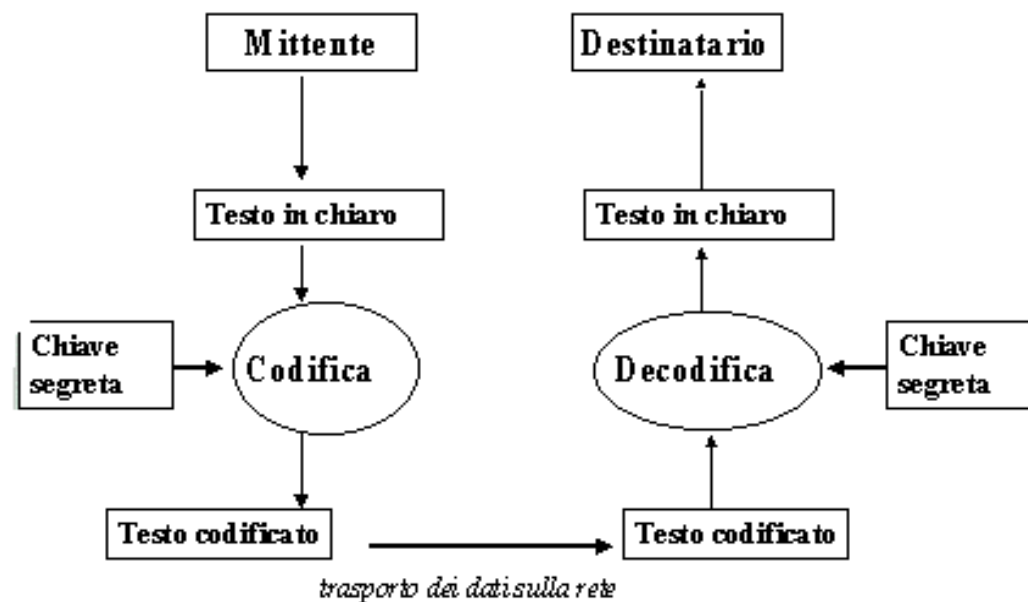 Mittente
Destinatario
Testo in chiaro
Testo in chiaro
Chiave
segreta
Codifica
Decodifica
Chiave
segreta
Testo codificato
Testo codificato
trasporto dei dati sulla rete